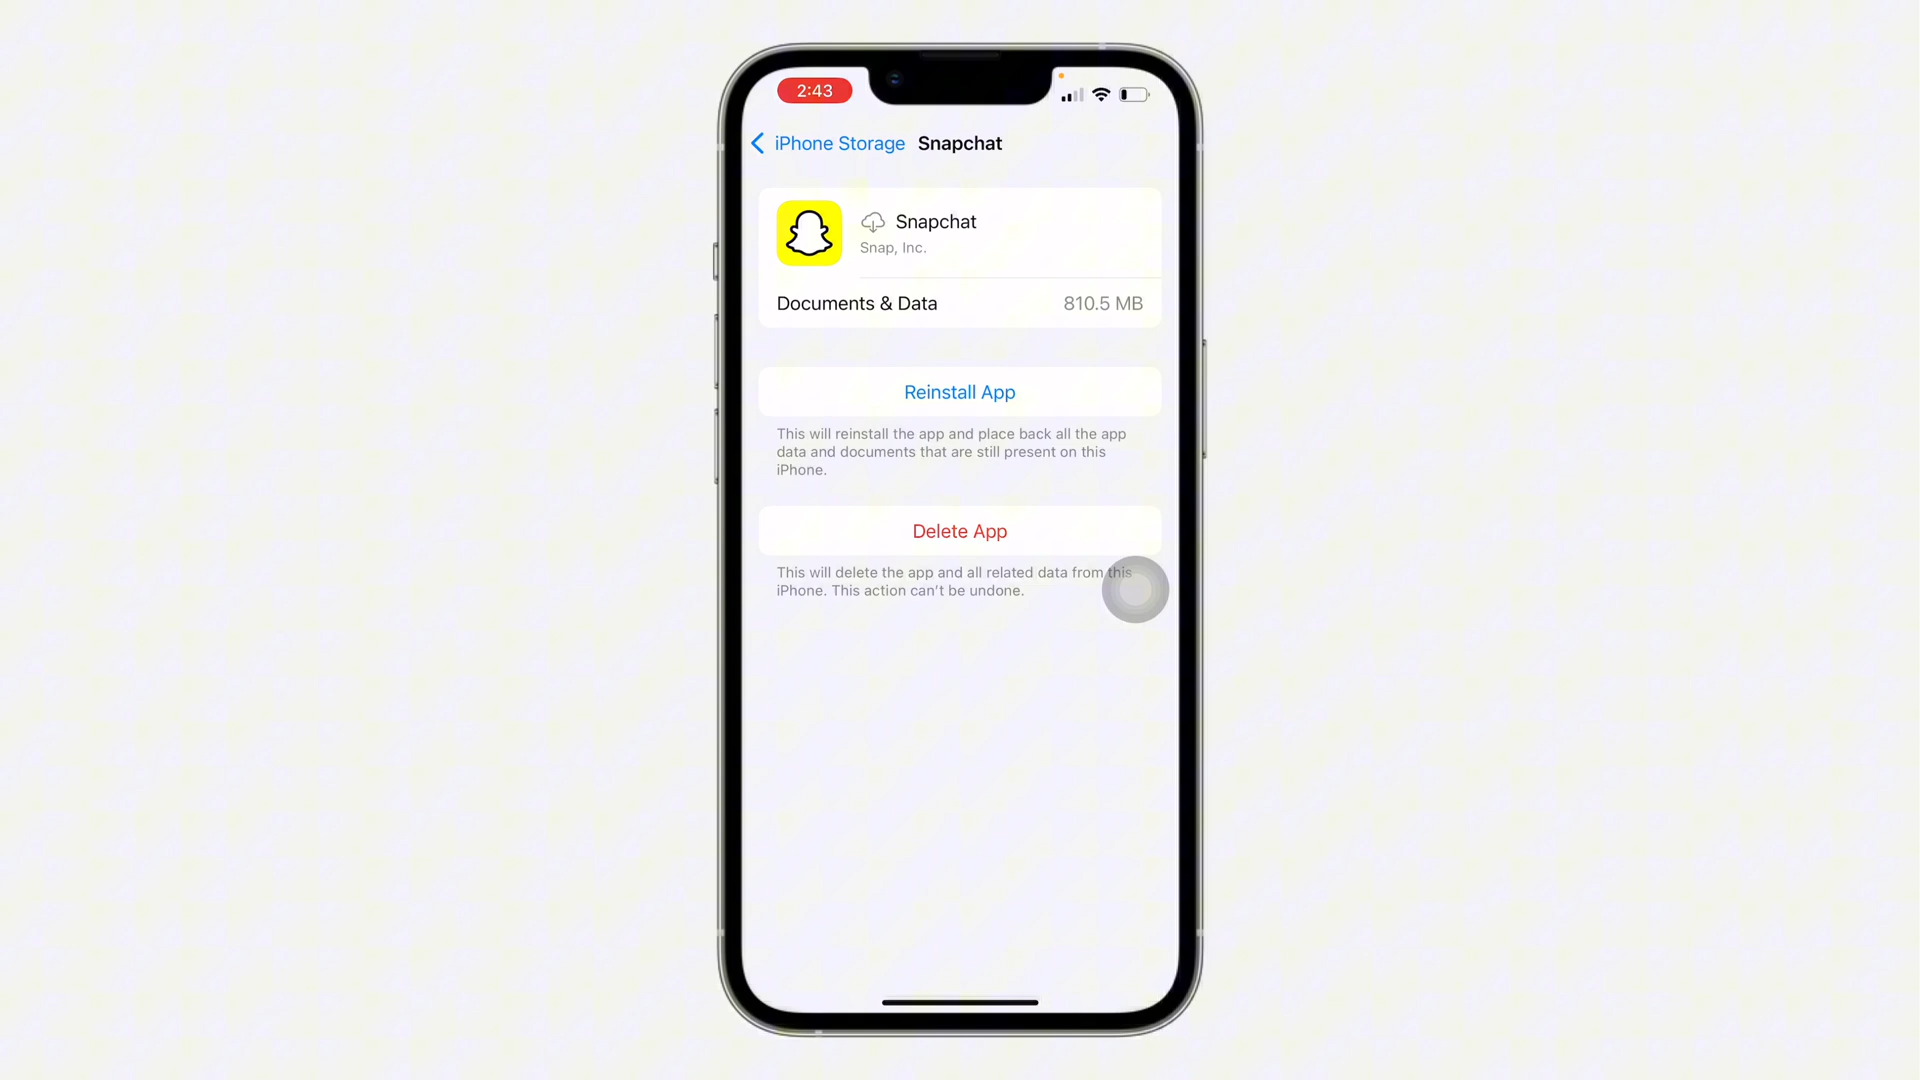 2:43
iPhone Storage Snapchat
Snapchat
Snap, Inc.
Documents & Data 810.5 MB
Reinstall App
This will reinstall the app and place back all the app
data and documents that are still present on this
iPhone.
Delete App
This will delete the app and all related data from this
iPhone. This action can’t be undone.